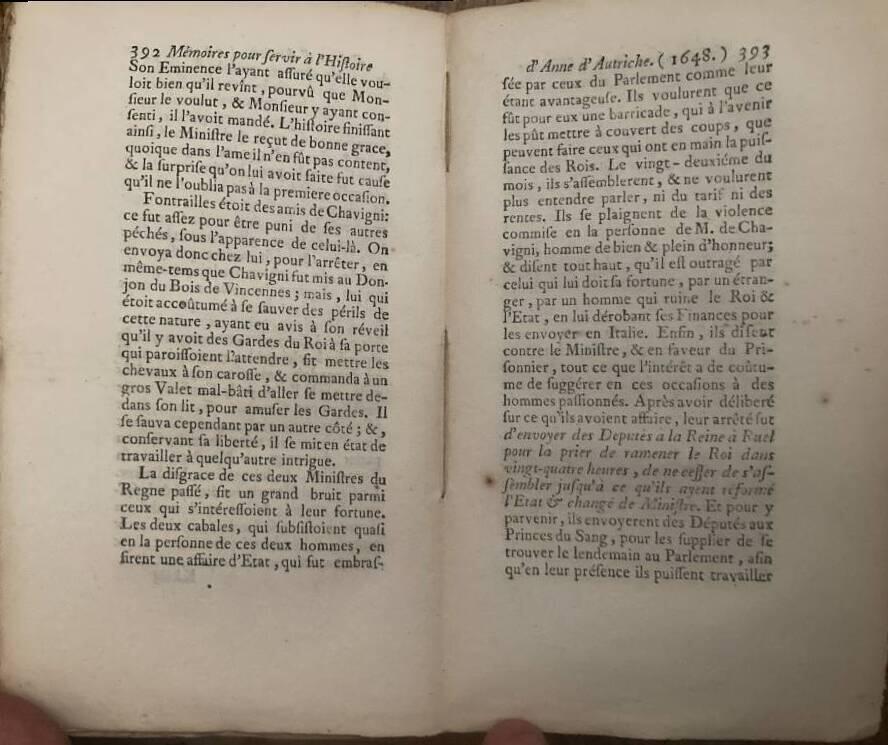 392 Mémoires pour ſervir à l'Hiſtoire
Son Eminence l'ayant aſſuré qu'elle vou-
loit bien qu'il revînt, pourvû que Mon-
ſieur le voulut, & Monſieur y ayant con-
ſenti, il l'avoit mandé. L'hiſtoire finiſſant
ainſi, le Miniſtre le reçut de bonne grace,
quoique dans l'ame il n'en fût pas content,
& la ſurpriſe qu'on lui avoit faite fut cauſe
qu'il ne l'oublia pas à la premiere occaſion.
Fontrailles étoit des amis de Chavigni:
ce fut aſſez pour être puni de ſes autres
péchés, ſous l'apparence de celui-là. On
envoya donc chez lui, pour l'arrêter, en
même-tems que Chavigni fut mis au Don-
jon du Bois de Vincennes; mais, lui qui
étoit accoûtumé à ſe ſauver des périls de
cette nature, ayant eu avis à ſon réveil
qu'il y avoit des Gardes du Roi à ſa porte
qui paroiſſoient l'attendre, fit mettre les
chevaux à ſon caroſſe, & commanda à un
gros Valet mal-bâti d'aller ſe mettre de-
dans ſon lit, pour amuſer les Gardes. Il
ſe ſauva cependant par un autre côté; &,
conſervant ſa liberté, il ſe mit en état de
travailler à quelqu'autre intrigue.
La diſgrace de ces deux Miniſtres du
Regne paſſé, fit un grand bruit parmi
ceux qui s'intéreſſoient à leur fortune.
Les deux cabales, qui ſubſiſtoient quaſi
en la perſonne de ces deux hommes, en
firent une affaire d'Etat, qui fut embraſ-
d'Anne d'Autriche. (1648.) 393
ſée par ceux du Parlement comme leur
étant avantageuſe. Ils voulurent que ce
fût pour eux une barricade, qui à l'avenir
les pût mettre à couvert des coups, que
peuvent faire ceux qui ont en main la puiſ-
ſance des Rois. Le vingt-deuxiéme du
mois, ils s'aſſemblerent, & ne voulurent
plus entendre parler, ni du tarif ni des
rentes. Ils ſe plaignent de la violence
commiſe en la perſonne de M. de Cha-
vigni, homme de bien & plein d'honneur;
& diſent tout haut, qu'il eſt outragé par
celui qui lui doit ſa fortune, par un étran-
ger, par un homme qui ruine le Roi &
l'Etat, en lui dérobant ſes Finances pour
les envoyer en Italie. Enfin, ils diſent
contre le Miniſtre, & en faveur du Pri-
ſonnier, tout ce que l'intérêt a de coûtu-
me de ſuggérer en ces occaſions à des
hommes paſſionnés. Après avoir déliberé
ſur ce qu'ils avoient affaire, leur arrêté fut
d'envoyer des Deputés a la Reine à Ruel
pour la prier de ramener le Roi dans
vingt-quatre heures, de ne ceſſer de s'aſ-
ſembler juſqu'à ce qu'ils ayent reformé
l'Etat & changé de Miniſtre. Et pour y
parvenir, ils envoyerent des Députés aux
Princes du Sang, pour les ſupplier de ſe
trouver le lendemain au Parlement, afin
qu'en leur préſence ils puiſſent travailler